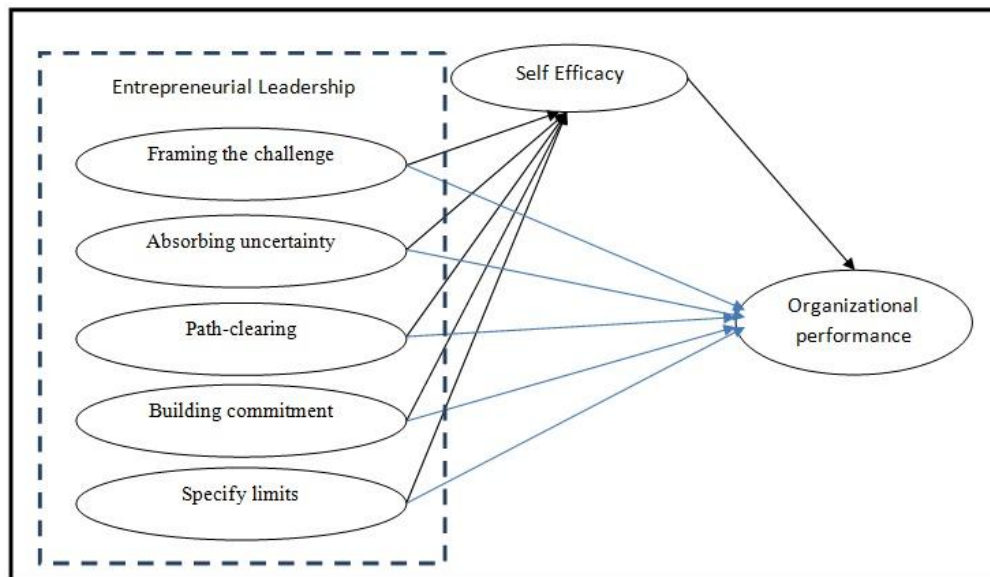 Entrepreneurial Leadership
Framing the challenge
Absorbing uncertainty
Path-clearing
Building commitment
Specify limits
Self Efficacy
Organizational
performance